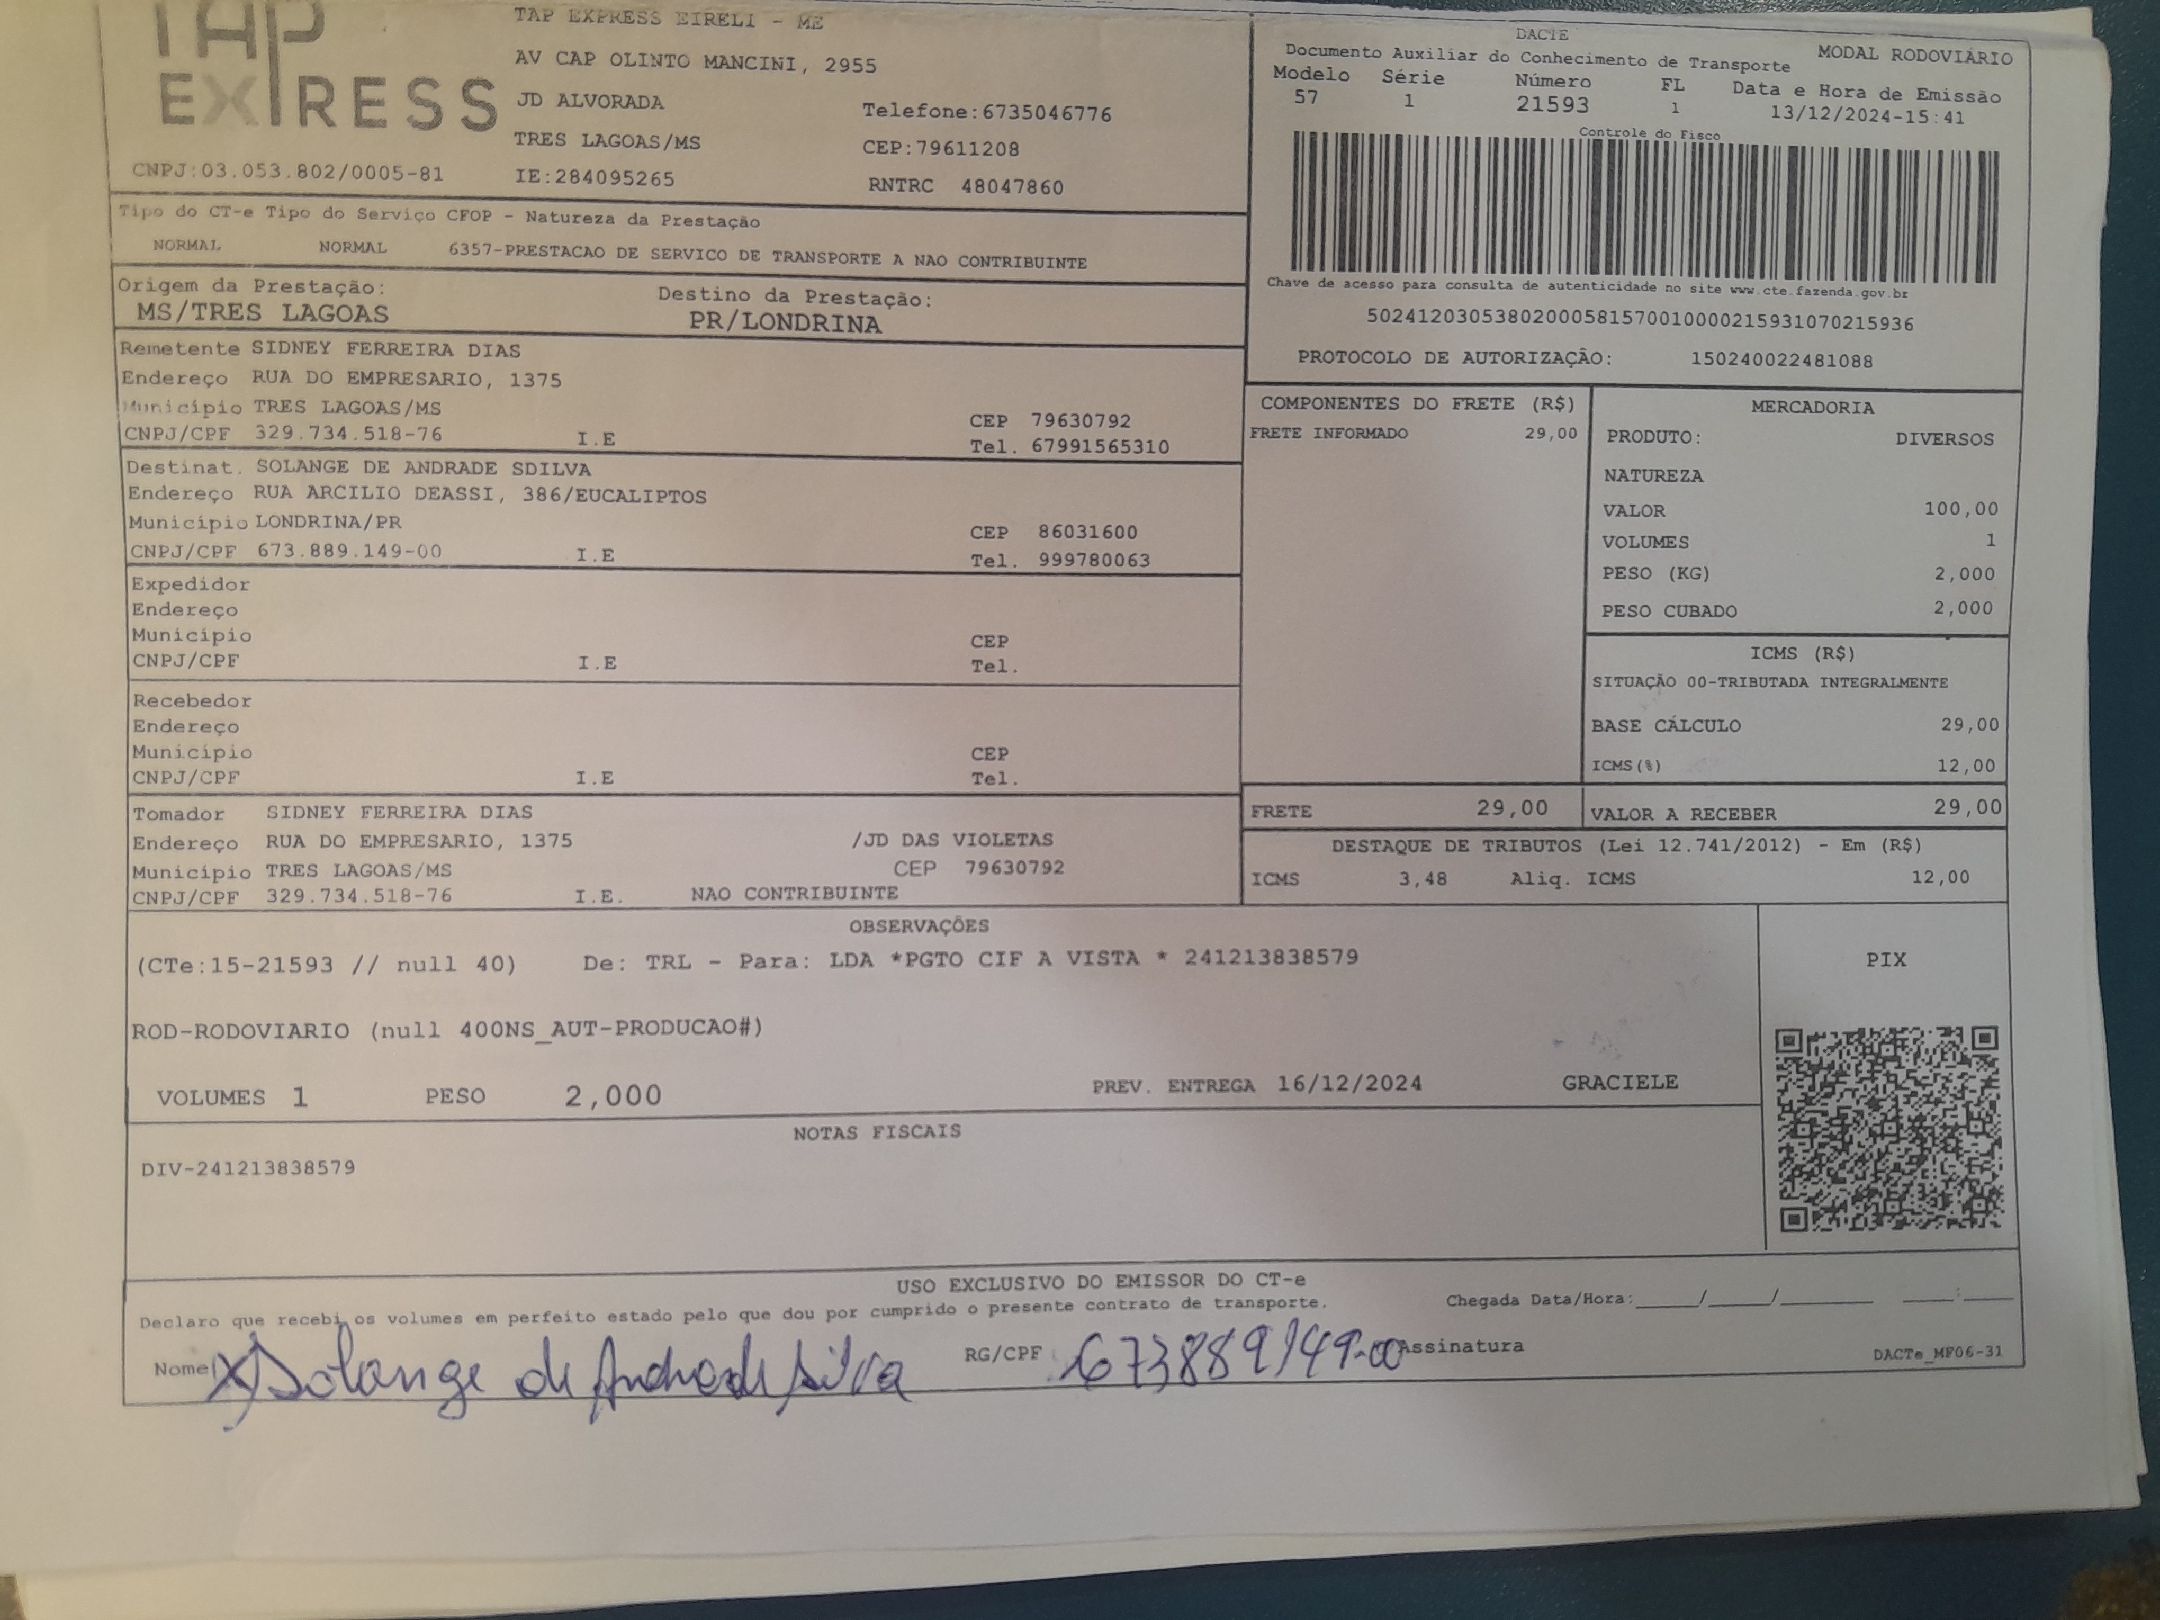 TAP
EXPRESS
TAP EXPRESS EIRELI - ME
AV CAP OLINTO MANCINI, 2955
JD ALVORADA
Telefone:6735046776
TRES LAGOAS/MS
CEP:79611208
CNPJ:03.053.802/0005-81
IE:284095265
RNTRC 48047860
DACTE
Documento Auxiliar do Conhecimento de Transporte
MODAL RODOVIÁRIO
Modelo Série Número FL Data e Hora de Emissão
57 1 21593 1 13/12/2024-15:41
Controle do Fisco
Chave de acesso para consulta de autenticidade no site www.cte.fazenda.gov.br
50241203053802000581570010000215931070215936
PROTOCOLO DE AUTORIZAÇÃO: 150240022481088
Tipo do CT-e Tipo do Serviço CFOP - Natureza da Prestação
NORMAL NORMAL 6357-PRESTACAO DE SERVICO DE TRANSPORTE A NAO CONTRIBUINTE
Origem da Prestação: Destino da Prestação:
MS/TRES LAGOAS PR/LONDRINA
Remetente SIDNEY FERREIRA DIAS
Endereço RUA DO EMPRESARIO, 1375
Município TRES LAGOAS/MS CEP 79630792
CNPJ/CPF 329.734.518-76 I.E Tel. 67991565310
Destinat. SOLANGE DE ANDRADE SDILVA
Endereço RUA ARCILIO DEASSI, 386/EUCALIPTOS
Município LONDRINA/PR CEP 86031600
CNPJ/CPF 673.889.149-00 I.E Tel. 999780063
Expedidor
Endereço
Município CEP
CNPJ/CPF I.E Tel.
Recebedor
Endereço
Município CEP
CNPJ/CPF I.E Tel.
Tomador SIDNEY FERREIRA DIAS
Endereço RUA DO EMPRESARIO, 1375 /JD DAS VIOLETAS
Município TRES LAGOAS/MS CEP 79630792
CNPJ/CPF 329.734.518-76 I.E. NAO CONTRIBUINTE
COMPONENTES DO FRETE (R$)
FRETE INFORMADO 29,00
MERCADORIA
PRODUTO: DIVERSOS
NATUREZA
VALOR 100,00
VOLUMES 1
PESO (KG) 2,000
PESO CUBADO 2,000
ICMS (R$)
SITUAÇÃO 00-TRIBUTADA INTEGRALMENTE
BASE CÁLCULO 29,00
ICMS(%) 12,00
FRETE 29,00 VALOR A RECEBER 29,00
DESTAQUE DE TRIBUTOS (Lei 12.741/2012) - Em (R$)
ICMS 3,48 Aliq. ICMS 12,00
OBSERVAÇÕES
(CTe:15-21593 // null 40) De: TRL - Para: LDA *PGTO CIF A VISTA * 241213838579
ROD-RODOVIARIO (null 400NS_AUT-PRODUCAO#)
VOLUMES 1 PESO 2,000 PREV. ENTREGA 16/12/2024 GRACIELE
PIX
NOTAS FISCAIS
DIV-241213838579
USO EXCLUSIVO DO EMISSOR DO CT-e
Declaro que recebi os volumes em perfeito estado pelo que dou por cumprido o presente contrato de transporte. Chegada Data/Hora:_____/_____/________ _____:_____
Nome X Solange de Andrade Silva RG/CPF 673889149-00 Assinatura
DACTe_MF06-31